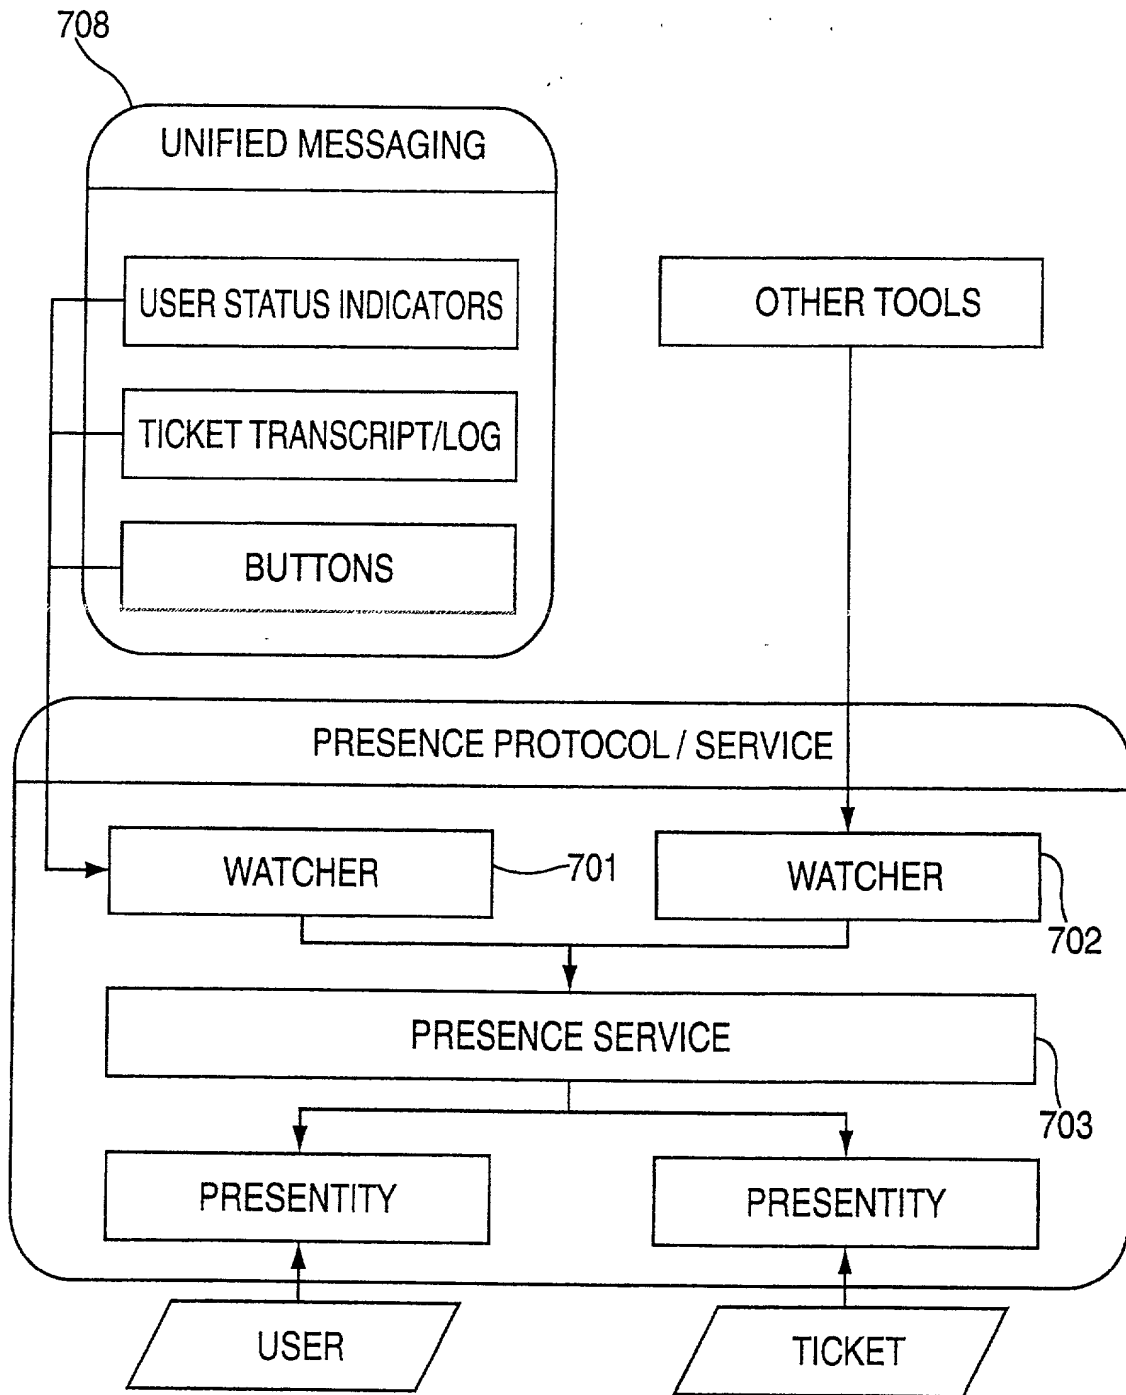 708
UNIFIED MESSAGING
USER STATUS INDICATORS
OTHER TOOLS
TICKET TRANSCRIPT/LOG
BUTTONS
PRESENCE PROTOCOL / SERVICE
WATCHER
701
WATCHER
702
PRESENCE SERVICE
703
PRESENTITY
PRESENTITY
USER
TICKET